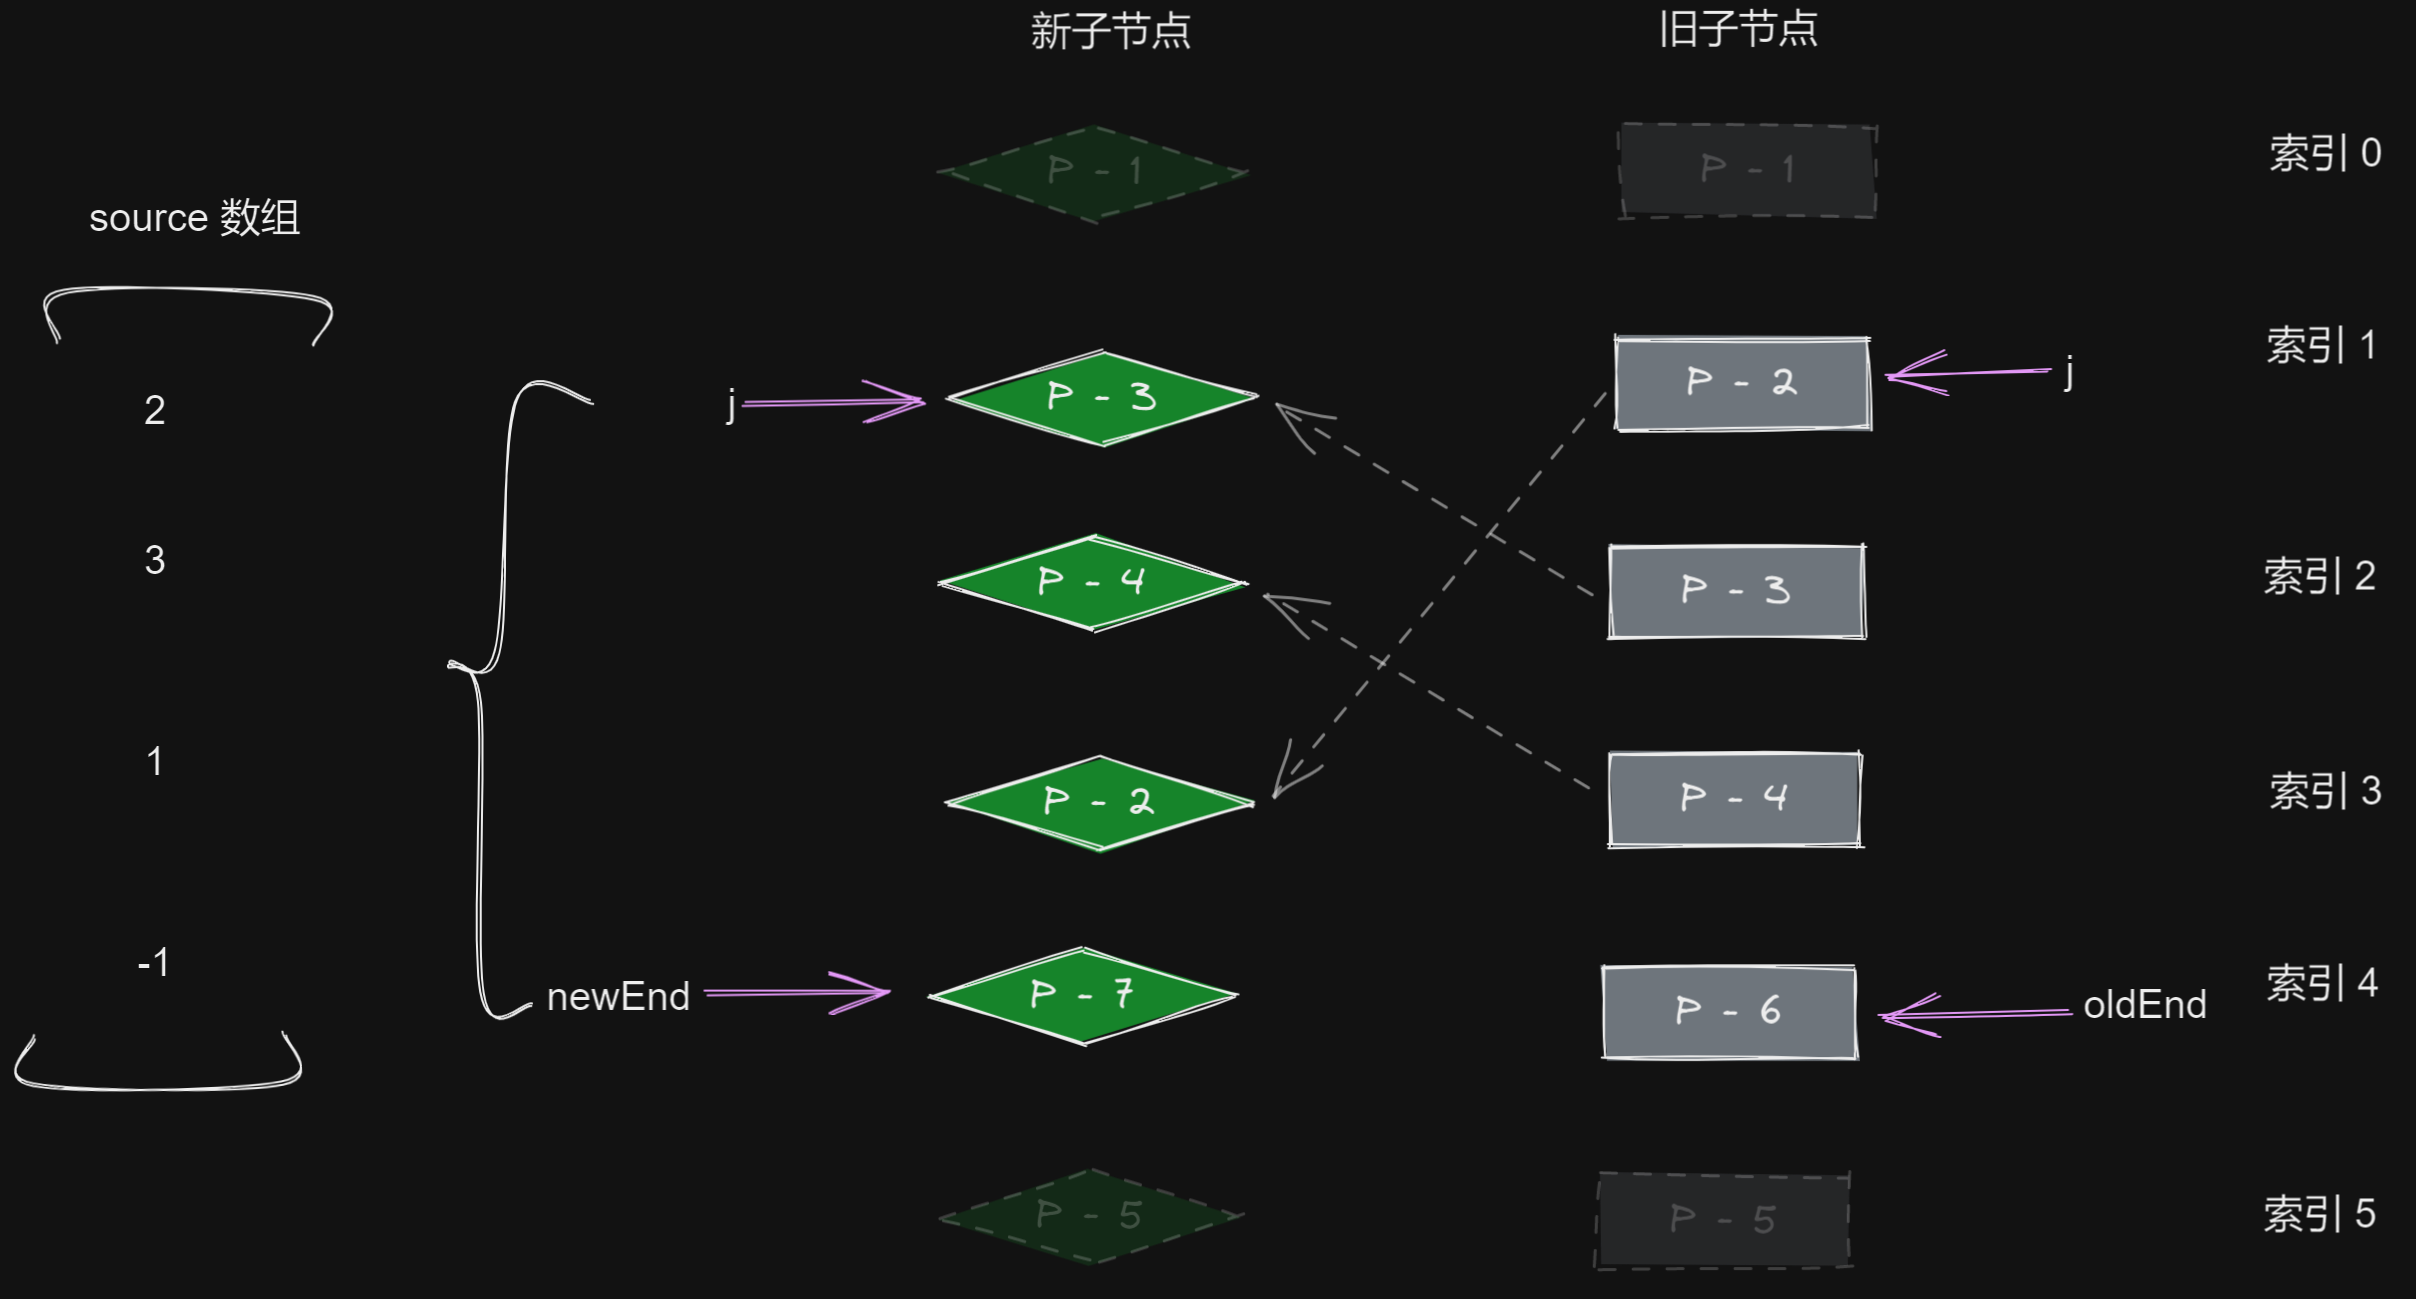 新子节点 旧子节点
P - 1 P - 1 索引 0
source 数组
索引 1
2 j P - 3 P - 2 j
3 P - 4 P - 3 索引 2
1 P - 2 P - 4 索引 3
-1 索引 4
newEnd P - 7 P - 6 oldEnd
P - 5 P - 5 索引 5